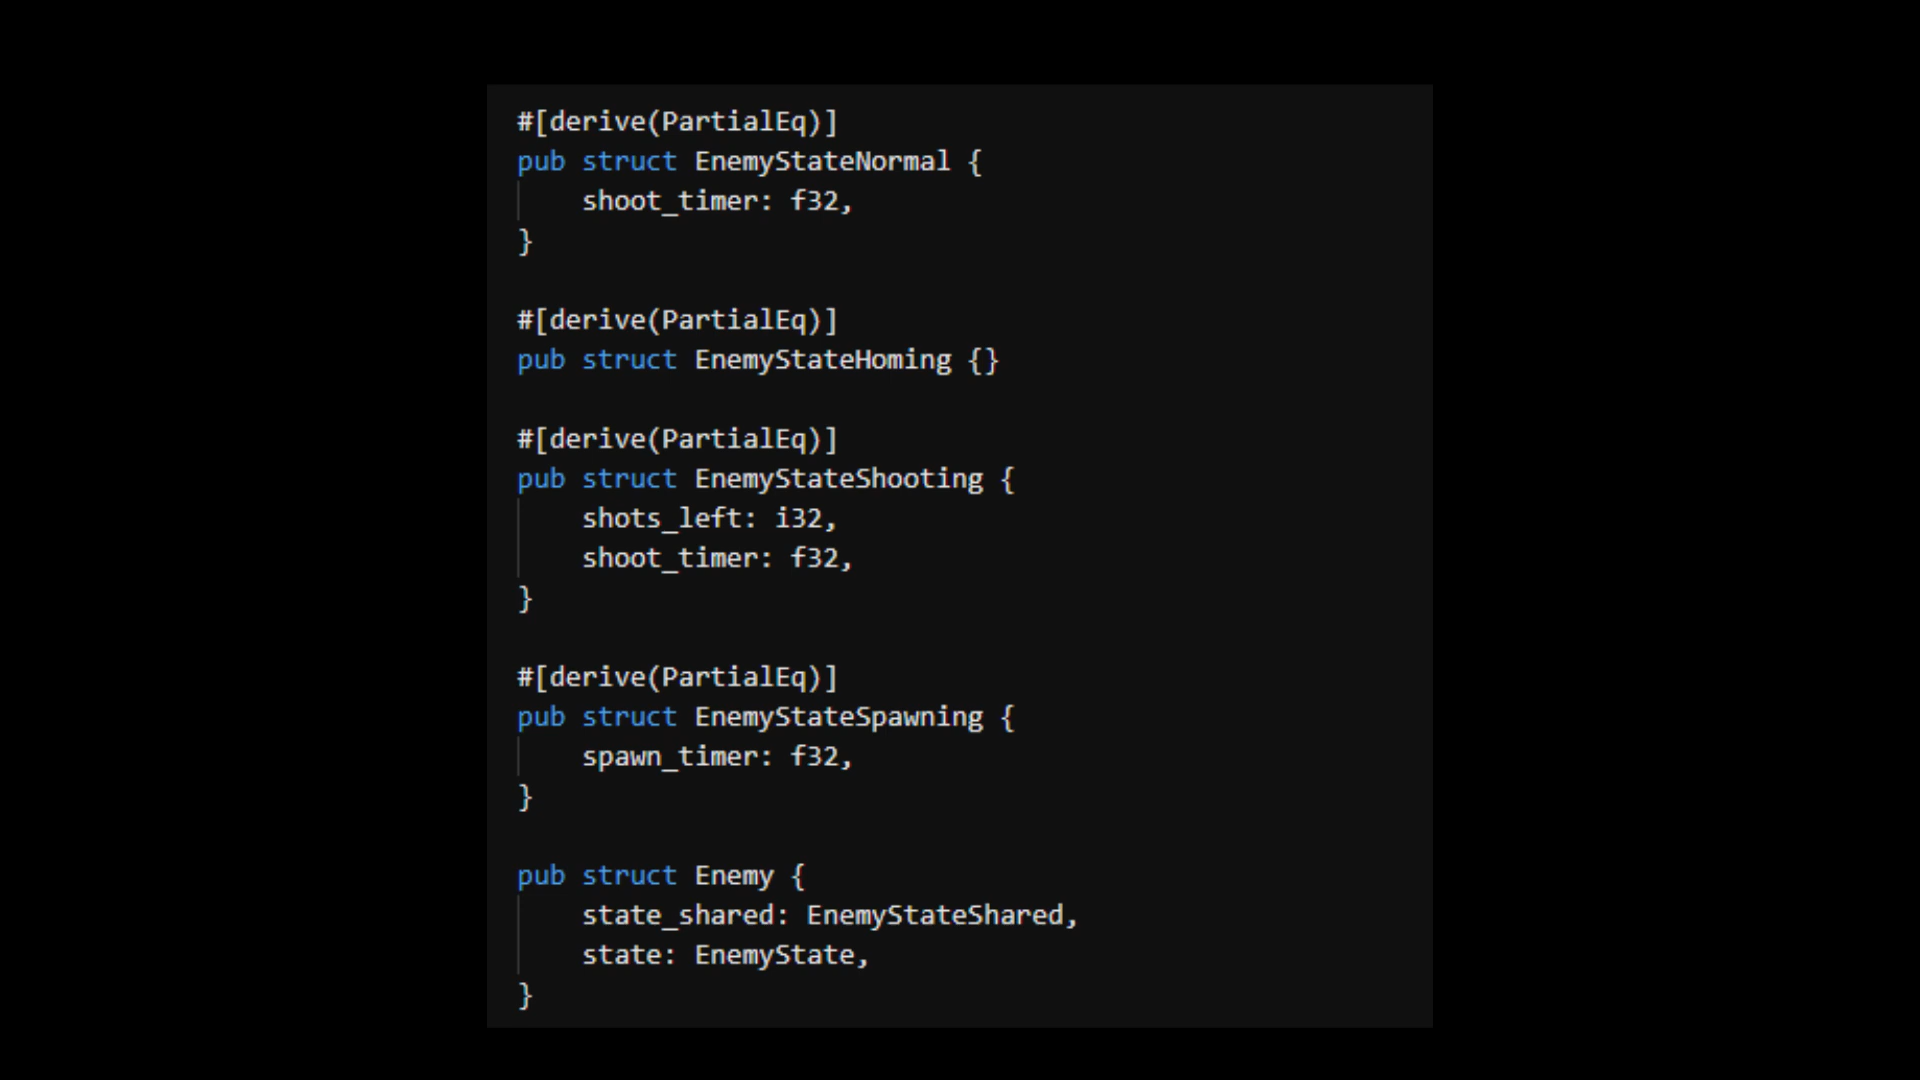 #[derive(PartialEq)]
pub struct EnemyStateNormal {
    shoot_timer: f32,
}
#[derive(PartialEq)]
pub struct EnemyStateHoming {}
#[derive(PartialEq)]
pub struct EnemyStateShooting {
    shots_left: i32,
    shoot_timer: f32,
}
#[derive(PartialEq)]
pub struct EnemyStateSpawning {
    spawn_timer: f32,
}
pub struct Enemy {
    state_shared: EnemyStateShared,
    state: EnemyState,
}